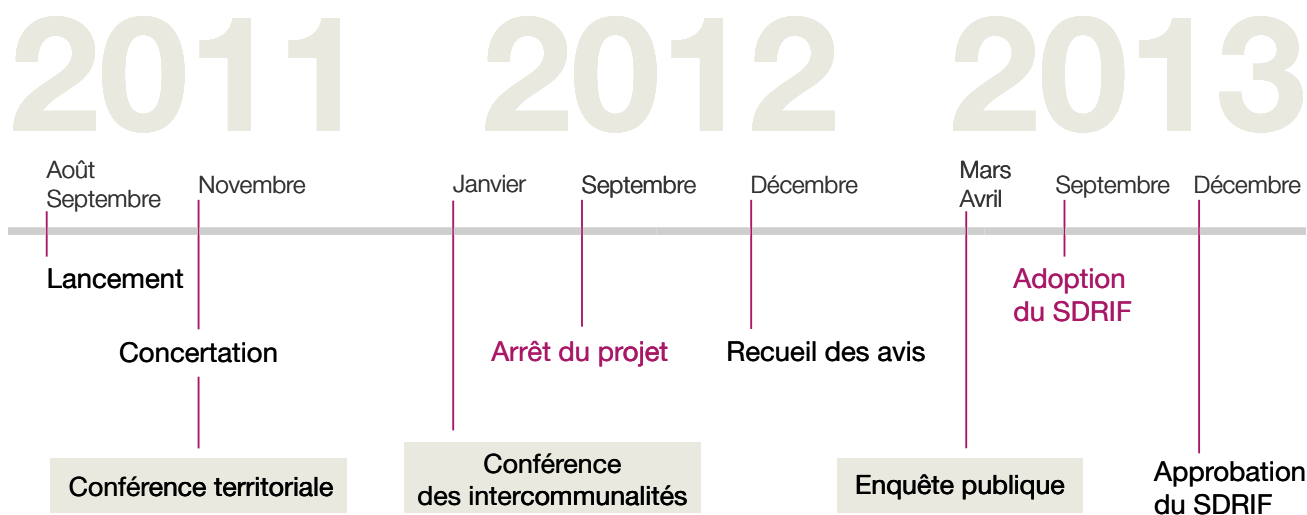 2011
2012
2013
Août
Septembre
Novembre
Janvier
Septembre
Décembre
Mars
Avril
Septembre
Décembre
Lancement
Concertation
Conférence territoriale
Conférence
des intercommunalités
Arrêt du projet
Recueil des avis
Enquête publique
Adoption
du SDRIF
Approbation
du SDRIF